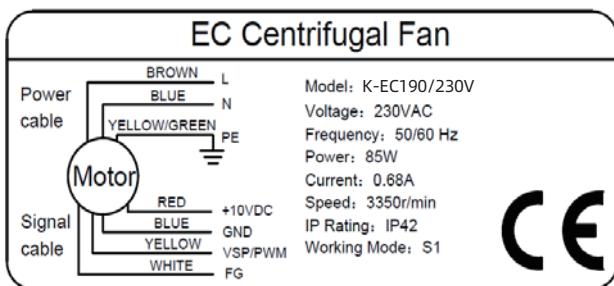 EC Centrifugal Fan
Power cable
BROWN L
BLUE N
YELLOW/GREEN PE
Motor
Signal cable
RED +10VDC
BLUE GND
YELLOW VSP/PWM
WHITE FG
Model: K-EC190/230V
Voltage: 230VAC
Frequency: 50/60 Hz
Power: 85W
Current: 0.68A
Speed: 3350r/min
IP Rating: IP42
Working Mode: S1
CE